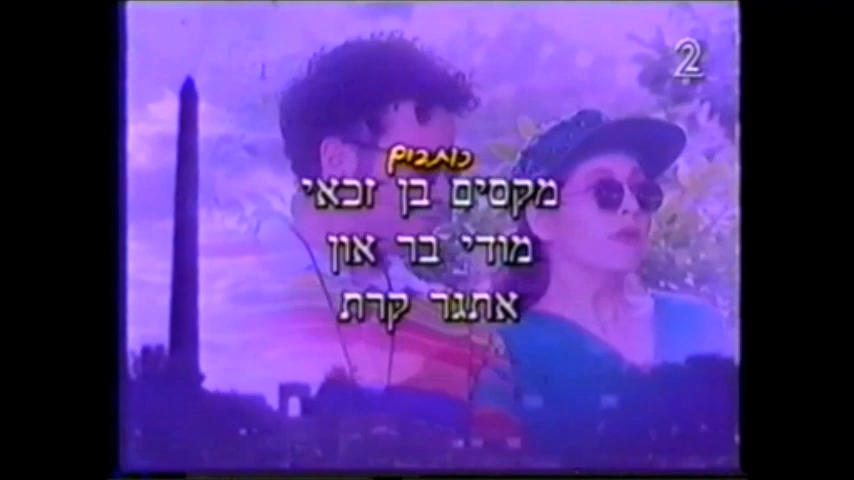 2
כותבים
מקסים בן זכאי
מודי בר און
אתגר קרת